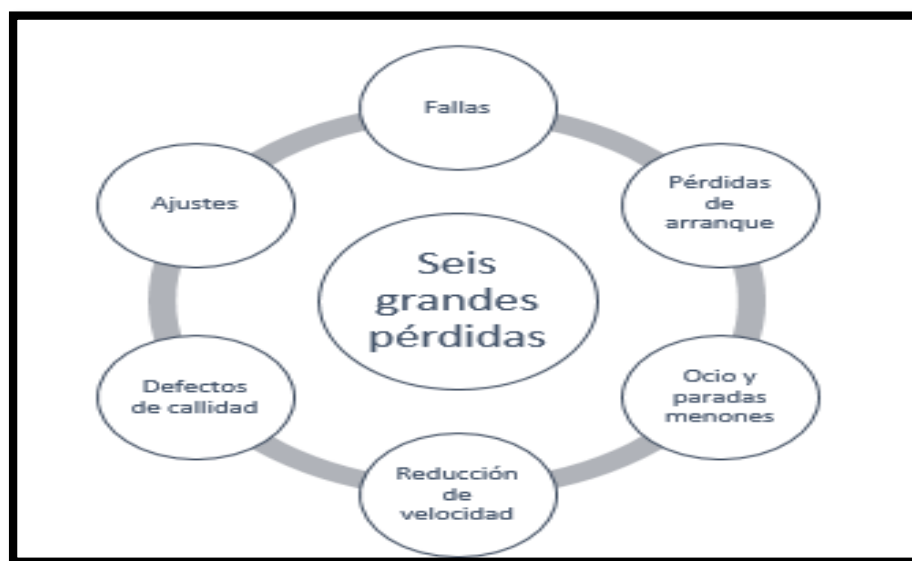 Fallas
Pérdidas
de
arranque
Ocio y
paradas
menones
Reducción
de
velocidad
Defectos
de callidad
Ajustes
Seis
grandes
pérdidas